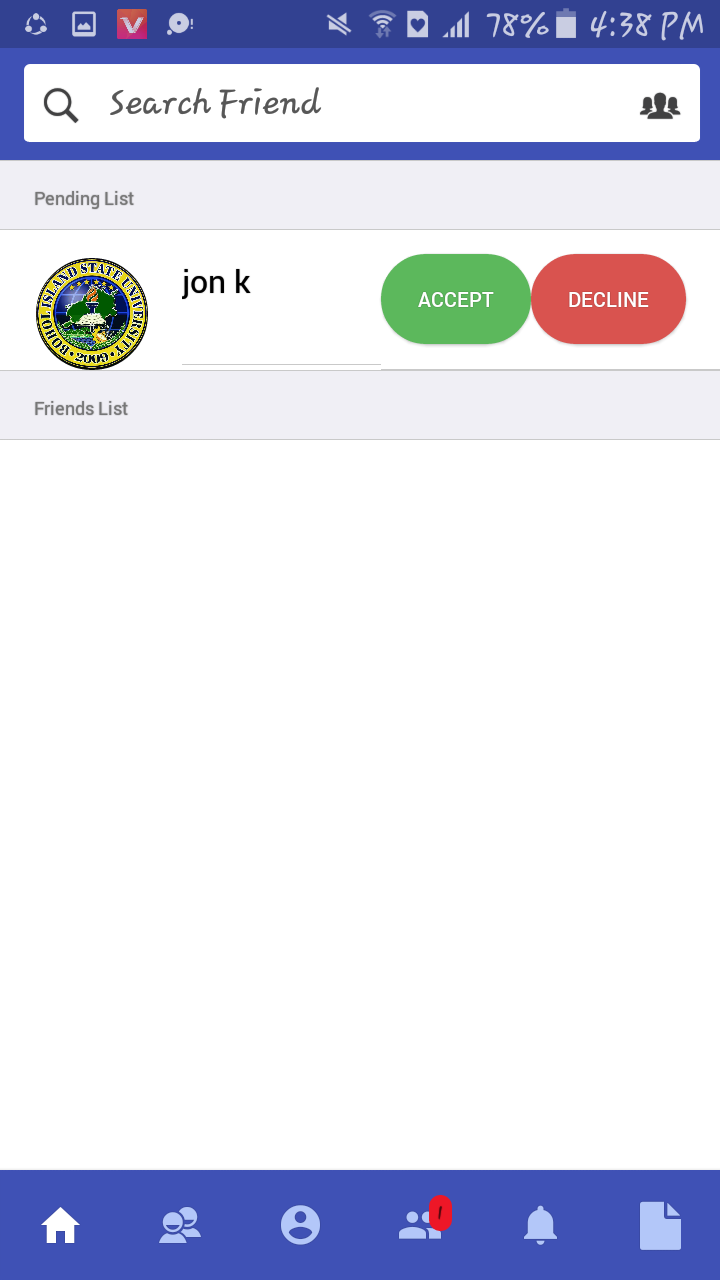 78% 4:38 PM
Search Friend
Pending List
BOHOL ISLAND STATE UNIVERSITY
• 2009 •
jon k
ACCEPT DECLINE
Friends List
1